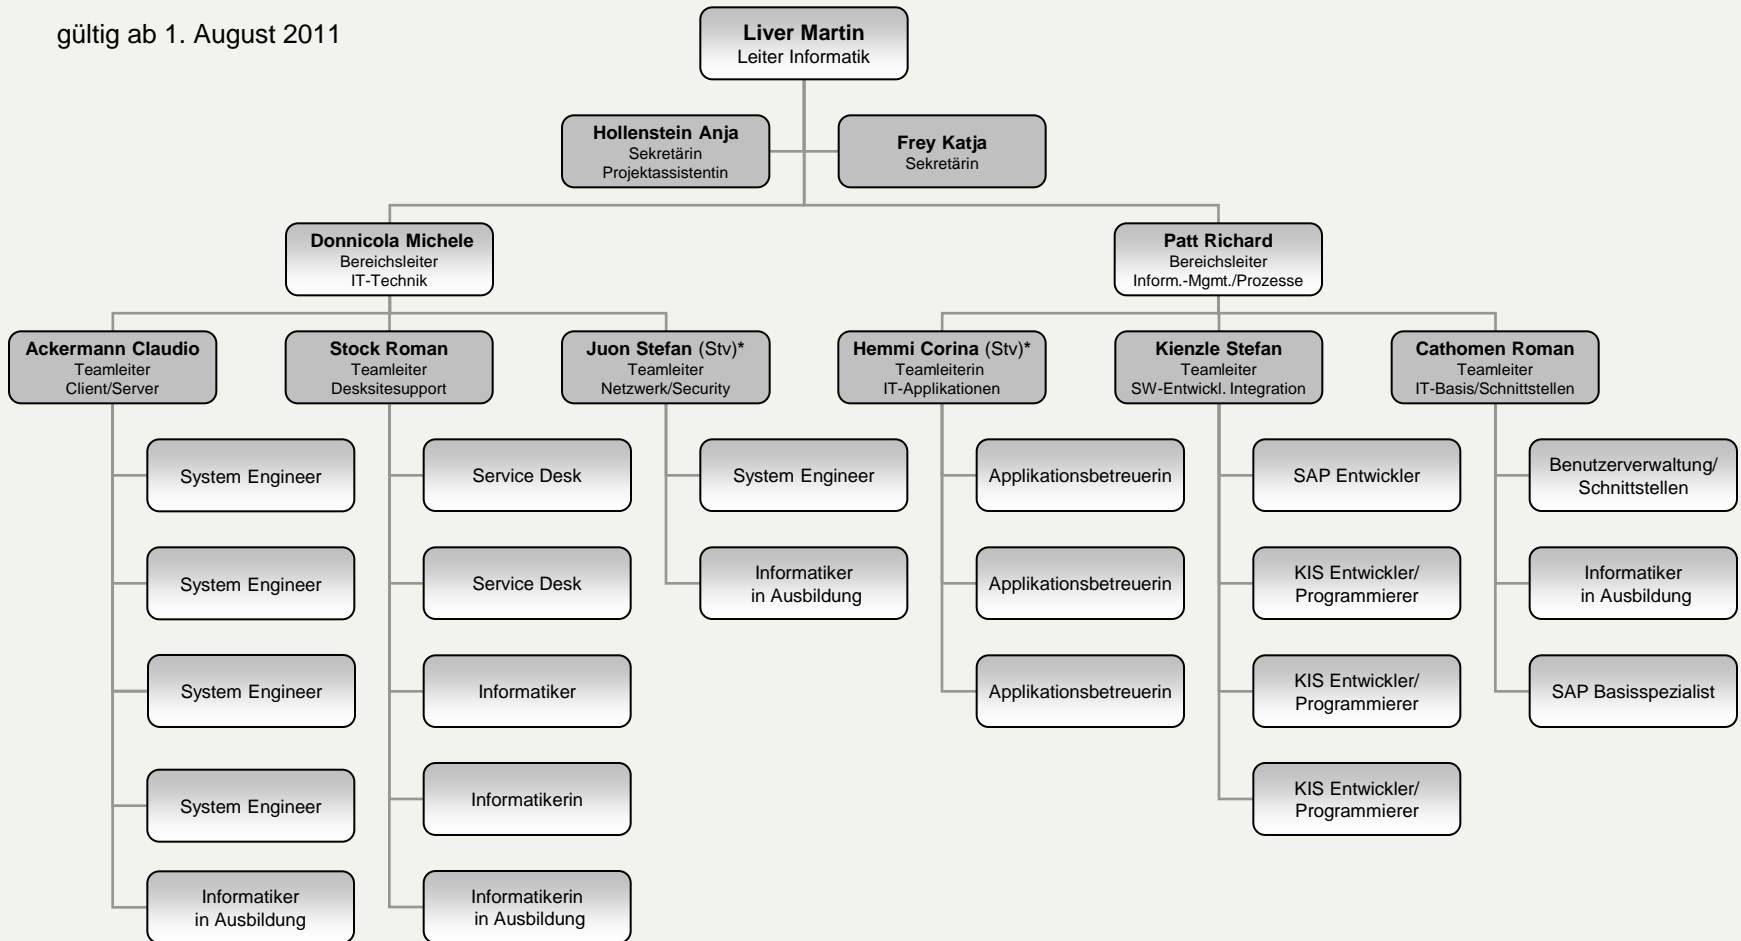 gültig ab 1. August 2011
Liver Martin
Leiter Informatik
Hollenstein Anja
Sekretärin
Projektassistentin
Frey Katja
Sekretärin
Donnicola Michele
Bereichsleiter
IT-Technik
Patt Richard
Bereichsleiter
Inform.-Mgmt./Prozesse
Ackermann Claudio
Teamleiter
Client/Server
Stock Roman
Teamleiter
Desksitesupport
Juon Stefan (Stv)*
Teamleiter
Netzwerk/Security
Hemmi Corina (Stv)*
Teamleiterin
IT-Applikationen
Kienzle Stefan
Teamleiter
SW-Entwickl. Integration
Cathomen Roman
Teamleiter
IT-Basis/Schnittstellen
System Engineer
System Engineer
System Engineer
System Engineer
Informatiker
in Ausbildung
Service Desk
Service Desk
Informatiker
Informatikerin
Informatikerin
in Ausbildung
System Engineer
Informatiker
in Ausbildung
Applikationsbetreuerin
Applikationsbetreuerin
Applikationsbetreuerin
SAP Entwickler
KIS Entwickler/
Programmierer
KIS Entwickler/
Programmierer
KIS Entwickler/
Programmierer
Benutzerverwaltung/
Schnittstellen
Informatiker
in Ausbildung
SAP Basisspezialist